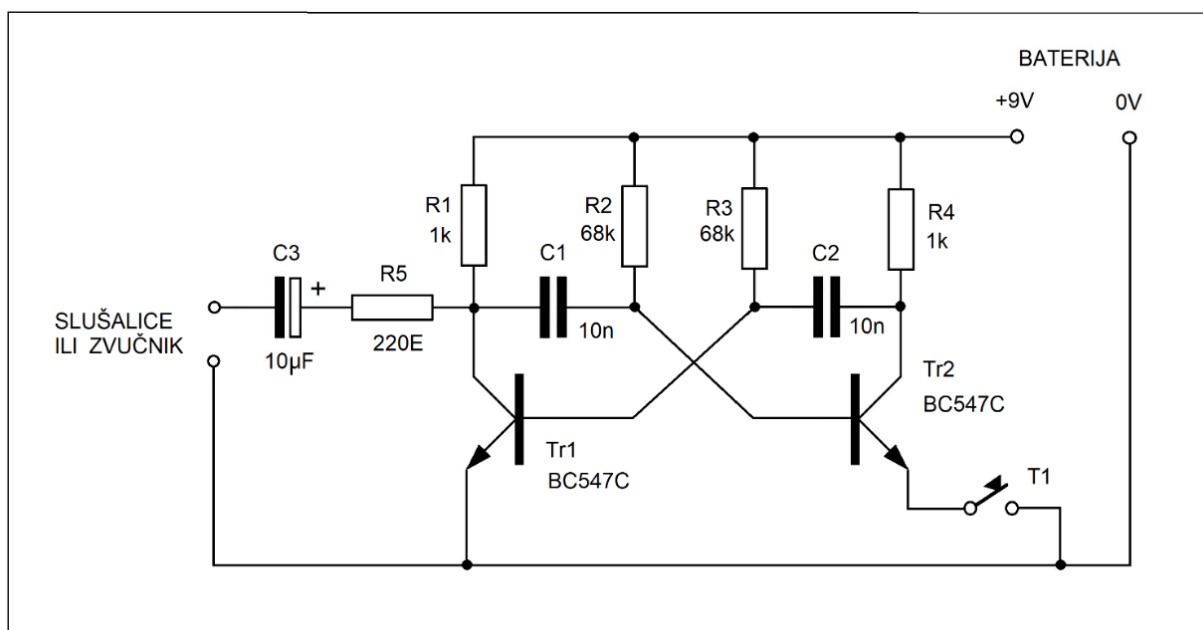 BATERIJA
+9V
0V
R1
1k
R2
68k
R3
68k
R4
1k
C3
+
10µF
R5
220E
C1
10n
C2
10n
SLUŠALICE
ILI ZVUČNIK
Tr1
BC547C
Tr2
BC547C
T1